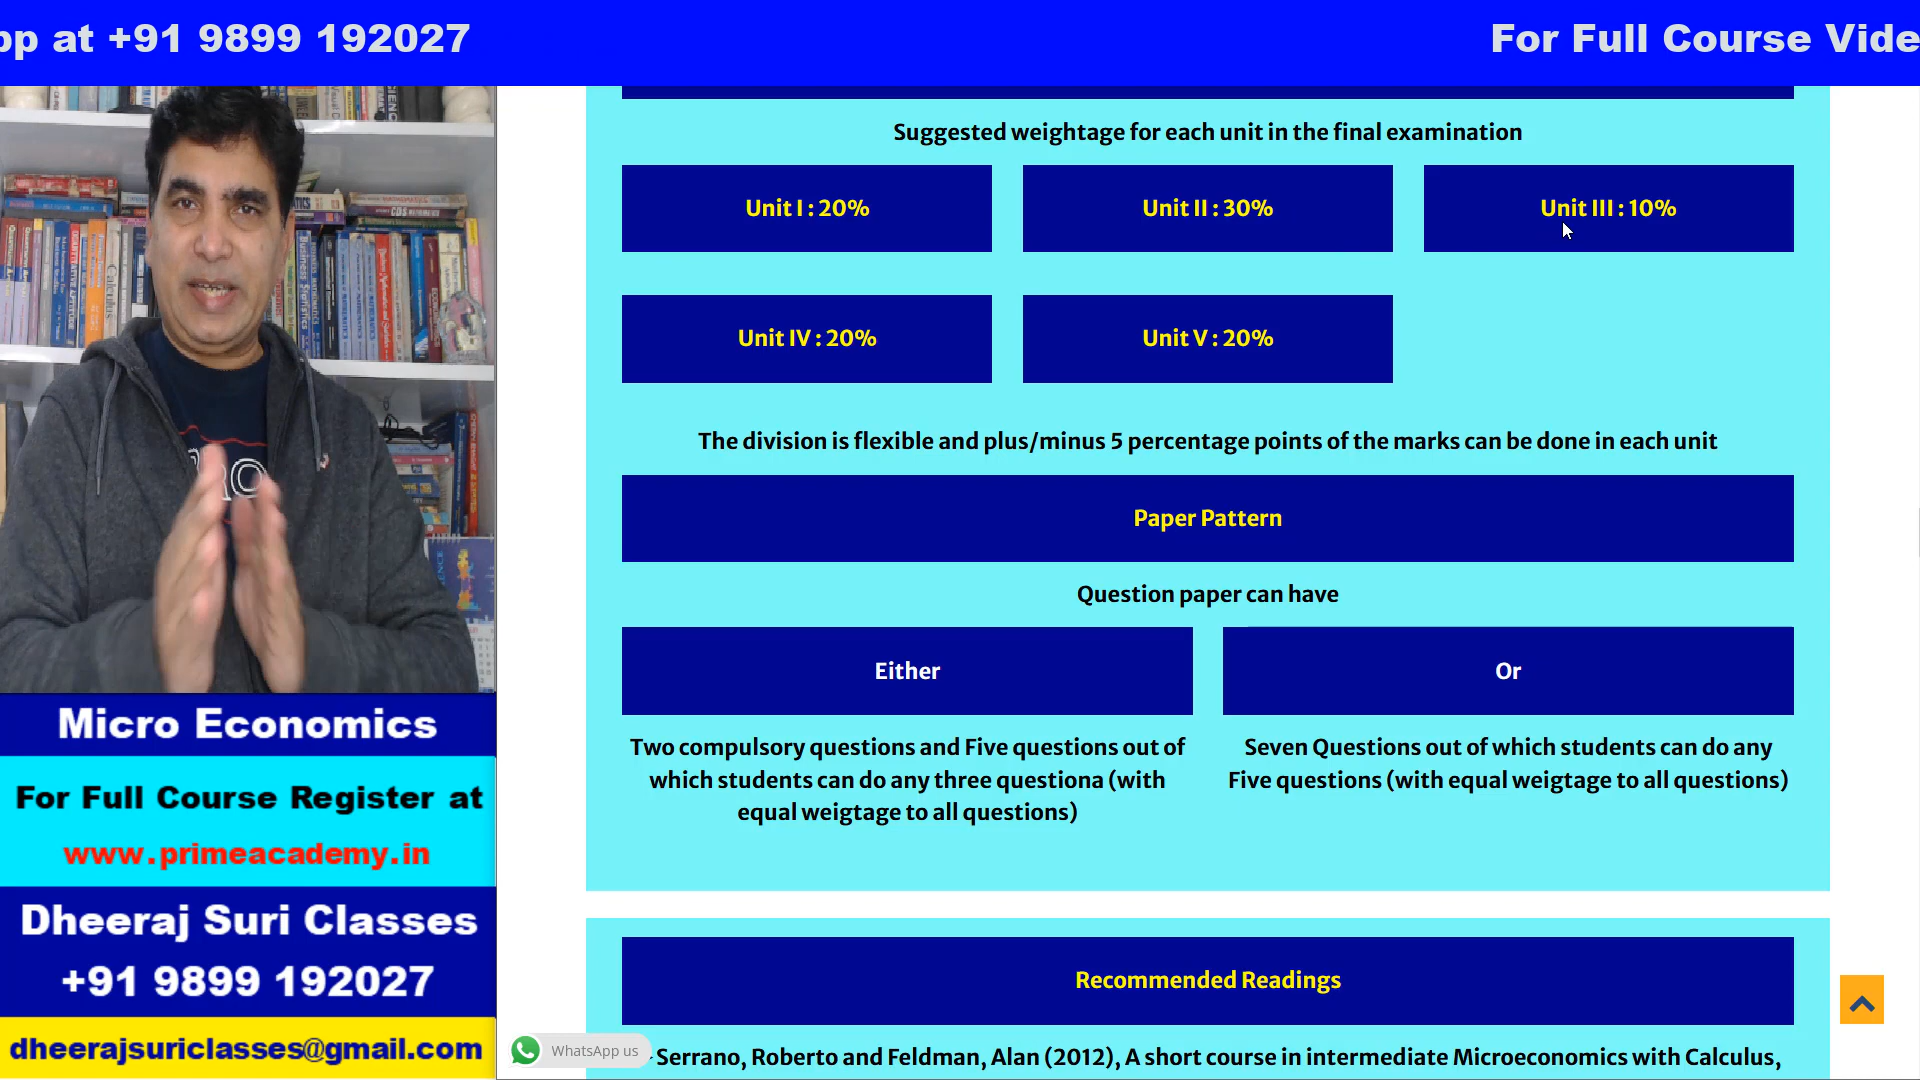 pp at +91 9899 192027
For Full Course Vide
Suggested weightage for each unit in the final examination
Unit I : 20%
Unit II : 30%
Unit III : 10%
Unit IV : 20%
Unit V : 20%
The division is flexible and plus/minus 5 percentage points of the marks can be done in each unit
Paper Pattern
Question paper can have
Either
Or
Two compulsory questions and Five questions out of
which students can do any three questiona (with
equal weigtage to all questions)
Seven Questions out of which students can do any
Five questions (with equal weigtage to all questions)
Recommended Readings
Serrano, Roberto and Feldman, Alan (2012), A short course in intermediate Microeconomics with Calculus,
WhatsApp us
Micro Economics
For Full Course Register at
www.primeacademy.in
Dheeraj Suri Classes
+91 9899 192027
dheerajsuriclasses@gmail.com